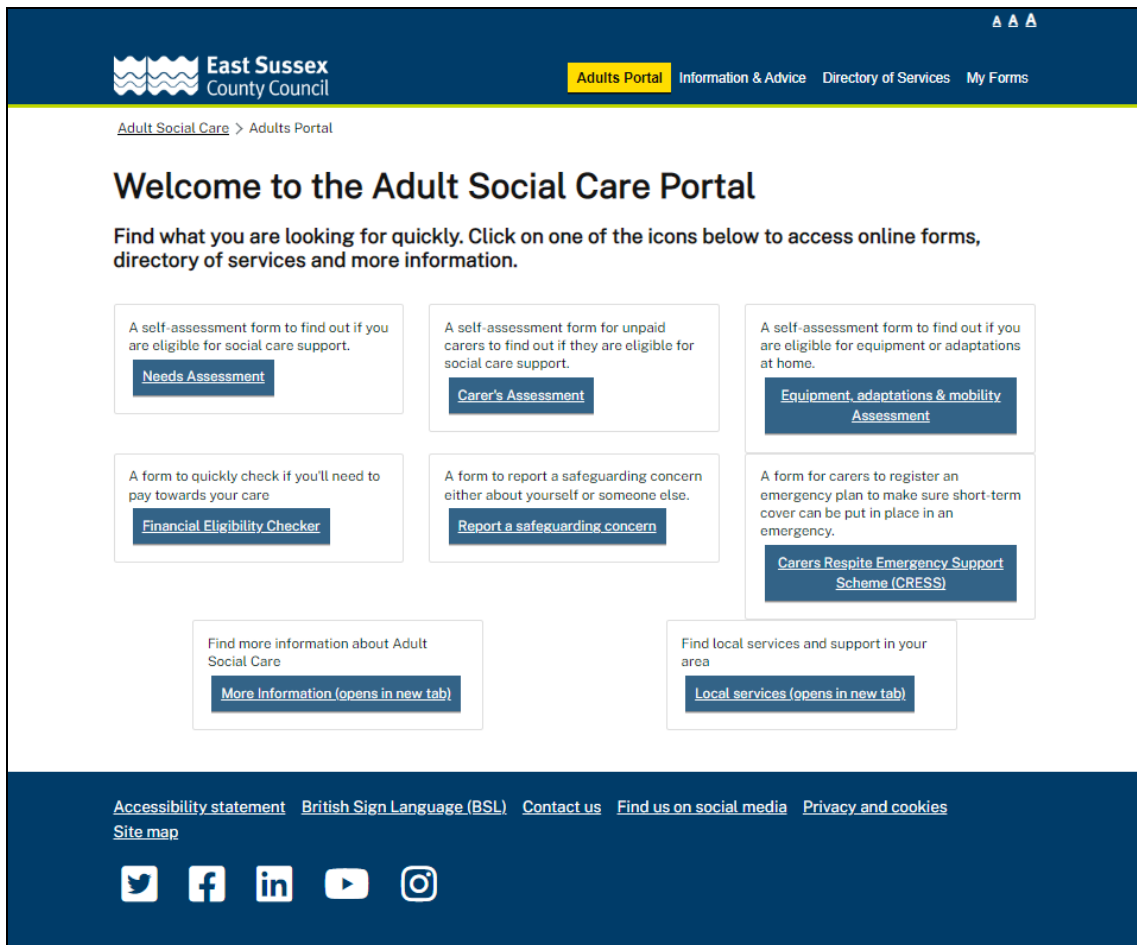 A A A
East Sussex
County Council
Adults Portal Information & Advice Directory of Services My Forms
Adult Social Care > Adults Portal
Welcome to the Adult Social Care Portal
Find what you are looking for quickly. Click on one of the icons below to access online forms,
directory of services and more information.
A self-assessment form to find out if you
are eligible for social care support.
Needs Assessment
A self-assessment form for unpaid
carers to find out if they are eligible for
social care support.
Carer's Assessment
A self-assessment form to find out if you
are eligible for equipment or adaptations
at home.
Equipment, adaptations & mobility
Assessment
A form to quickly check if you'll need to
pay towards your care
Financial Eligibility Checker
A form to report a safeguarding concern
either about yourself or someone else.
Report a safeguarding concern
A form for carers to register an
emergency plan to make sure short-term
cover can be put in place in an
emergency.
Carers Respite Emergency Support
Scheme (CRESS)
Find more information about Adult
Social Care
More Information (opens in new tab)
Find local services and support in your
area
Local services (opens in new tab)
Accessibility statement British Sign Language (BSL) Contact us Find us on social media Privacy and cookies
Site map